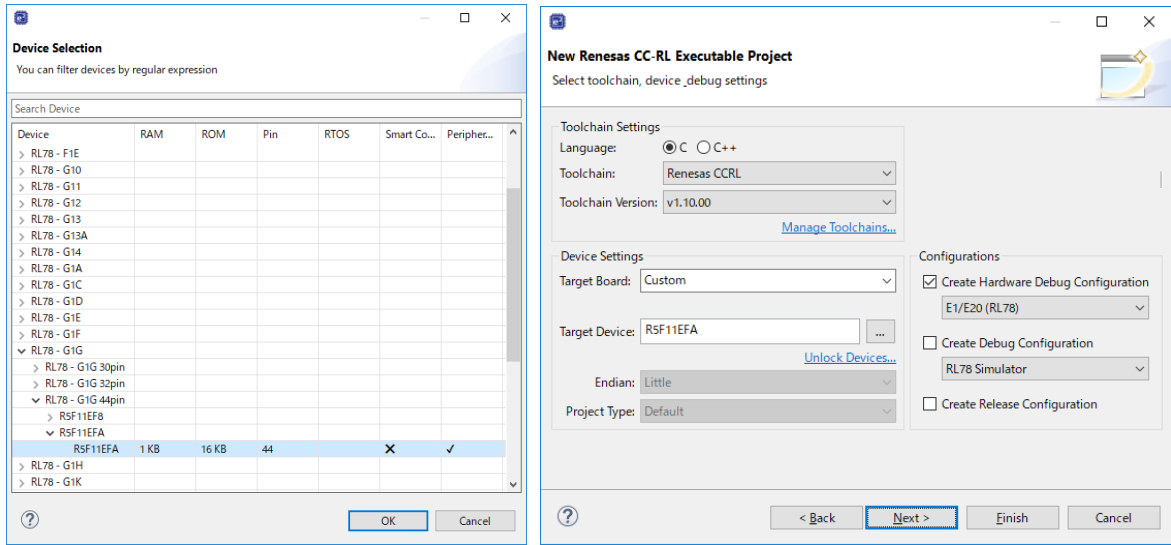 Device Selection
You can filter devices by regular expression
Search Device
Device RAM ROM Pin RTOS Smart Co... Peripher...
RL78 - F1E
RL78 - G10
RL78 - G11
RL78 - G12
RL78 - G13
RL78 - G13A
RL78 - G14
RL78 - G1A
RL78 - G1C
RL78 - G1D
RL78 - G1E
RL78 - G1F
RL78 - G1G
RL78 - G1G 30pin
RL78 - G1G 32pin
RL78 - G1G 44pin
R5F11EF8
R5F11EFA
R5F11EFA 1 KB 16 KB 44
RL78 - G1H
RL78 - G1K
OK Cancel
New Renesas CC-RL Executable Project
Select toolchain, device ,debug settings
Toolchain Settings
Language: C C++
Toolchain: Renesas CCRL
Toolchain Version: v1.10.00
Manage Toolchains...
Device Settings
Target Board: Custom
Target Device: R5F11EFA ...
Unlock Devices...
Endian: Little
Project Type: Default
Configurations
Create Hardware Debug Configuration
E1/E20 (RL78)
Create Debug Configuration
RL78 Simulator
Create Release Configuration
< Back Next > Finish Cancel